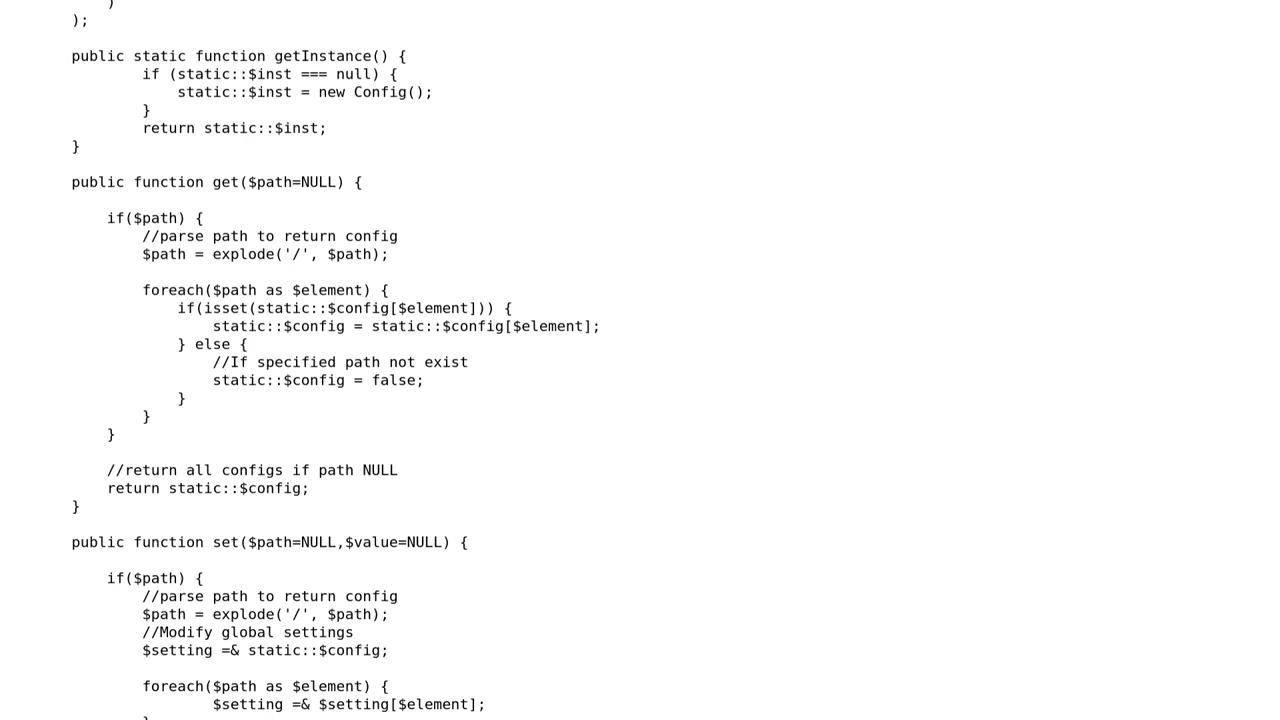 )
);
public static function getInstance() {
if (static::$inst === null) {
static::$inst = new Config();
}
return static::$inst;
}
public function get($path=NULL) {
if($path) {
//parse path to return config
$path = explode('/', $path);
foreach($path as $element) {
if(isset(static::$config[$element])) {
static::$config = static::$config[$element];
} else {
//If specified path not exist
static::$config = false;
}
}
}
//return all configs if path NULL
return static::$config;
}
public function set($path=NULL,$value=NULL) {
if($path) {
//parse path to return config
$path = explode('/', $path);
//Modify global settings
$setting =& static::$config;
foreach($path as $element) {
$setting =& $setting[$element];
}